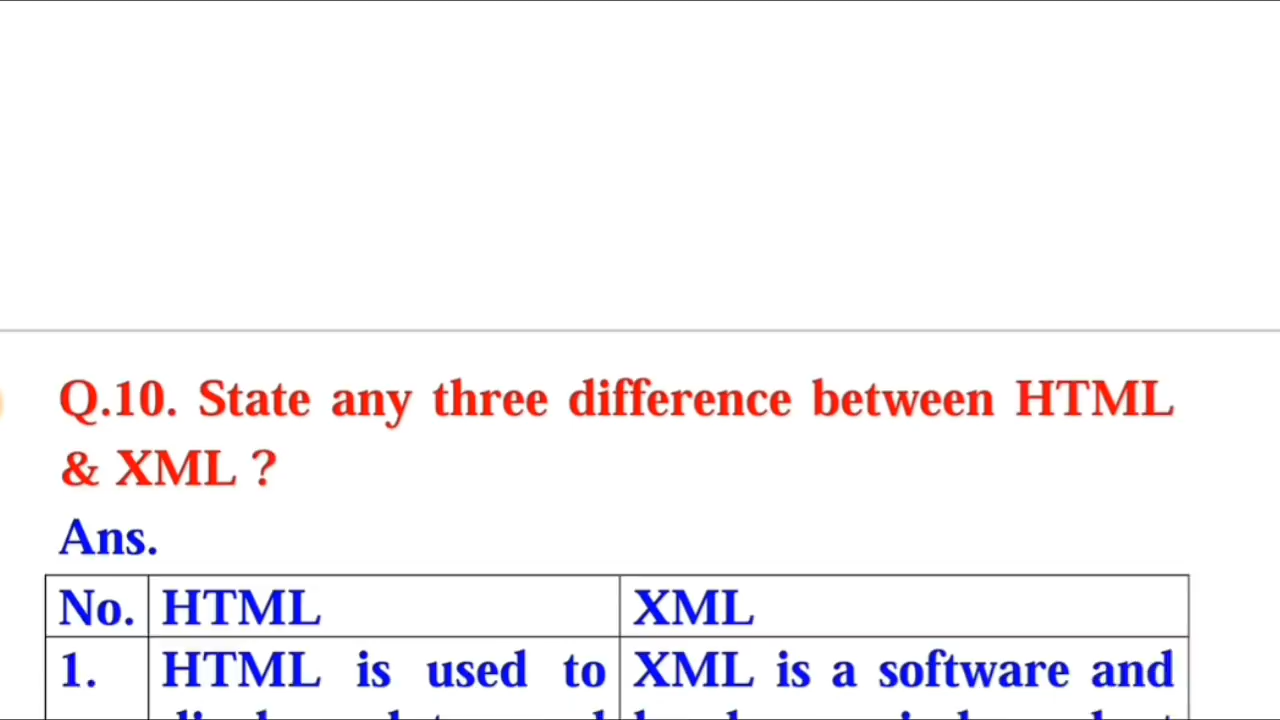 Q.10. State any three difference between HTML
& XML ?
Ans.
No. HTML XML
1. HTML is used to XML is a software and